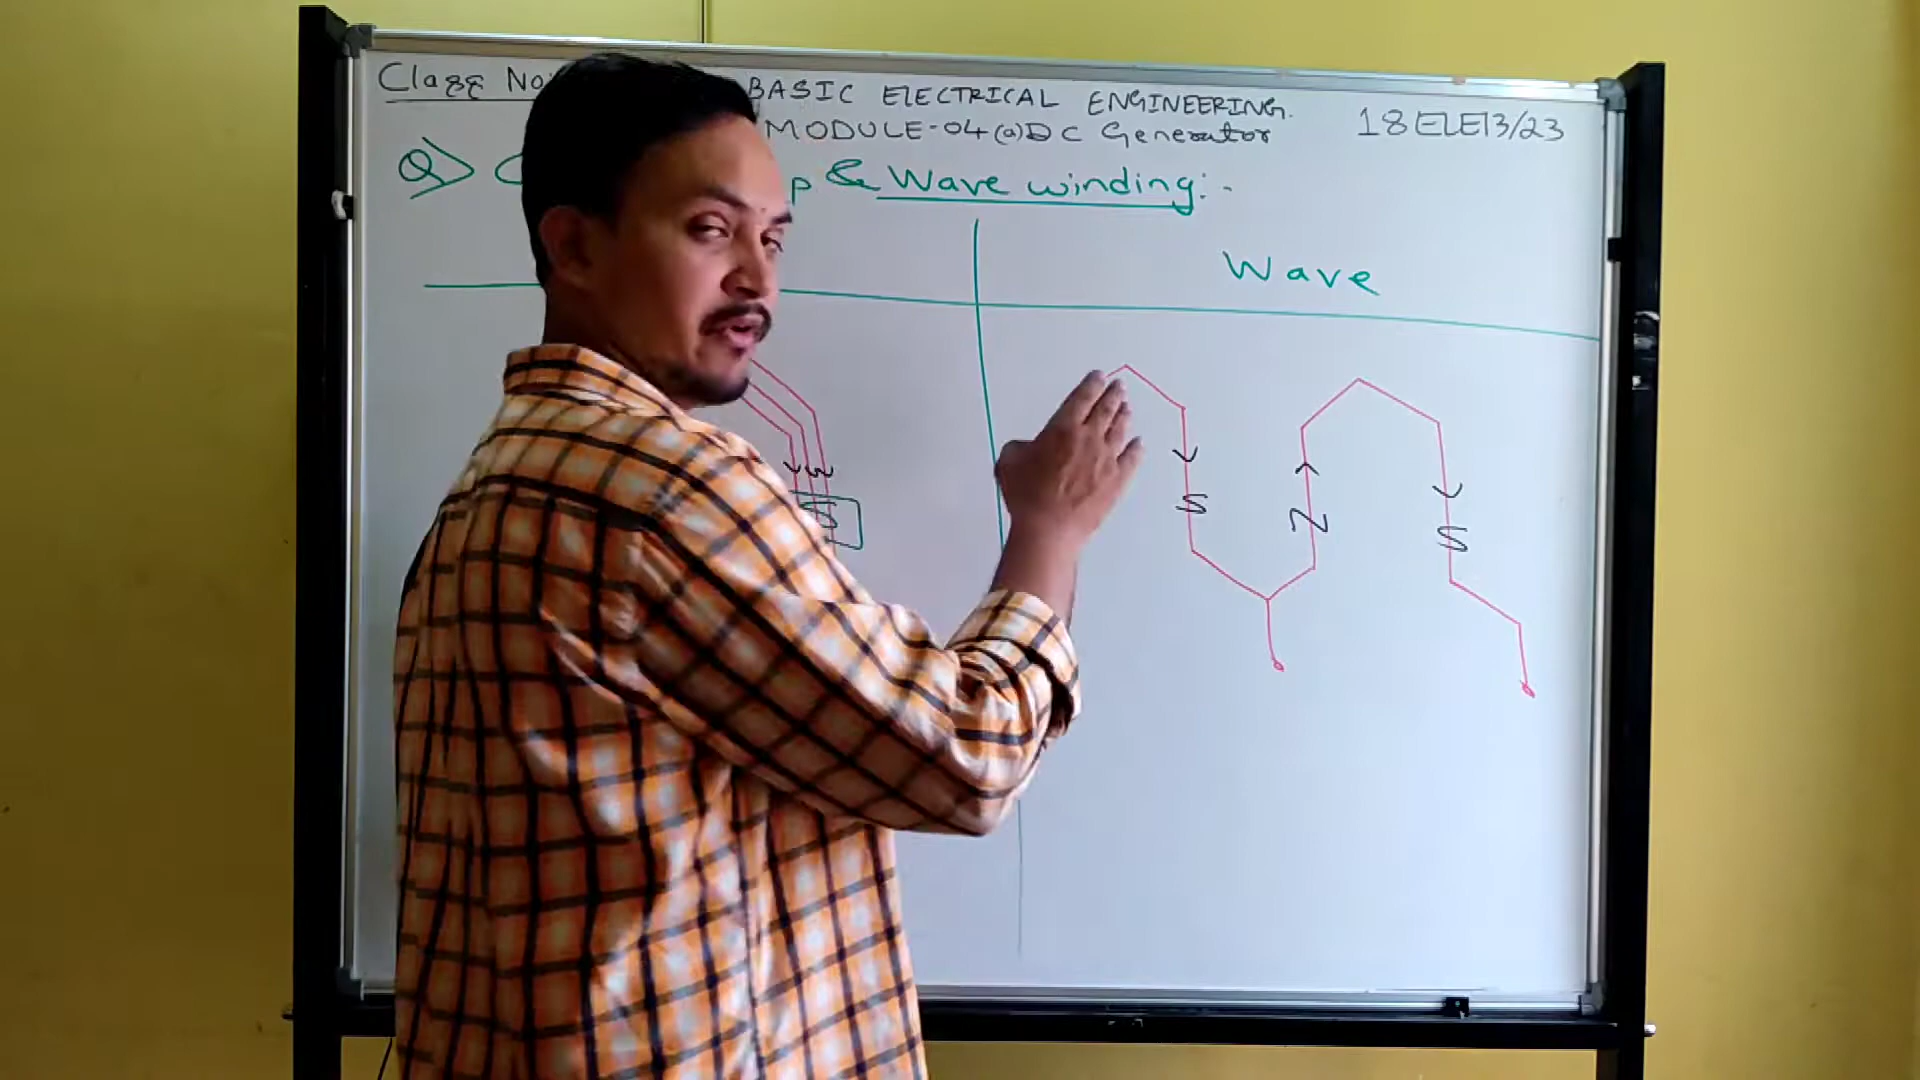 Class No:
BASIC ELECTRICAL ENGINEERING.
MODULE-04 (a) DC Generator
18ELE13/23
Q) & Wave winding:-
Wave
S
S N S